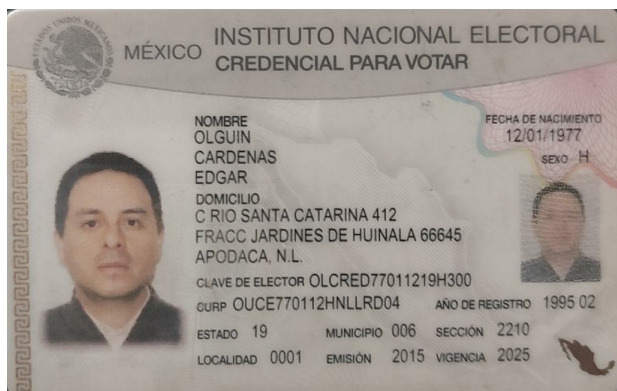 MÉXICO INSTITUTO NACIONAL ELECTORAL
CREDENCIAL PARA VOTAR
NOMBRE
OLGUIN
CARDENAS
EDGAR
FECHA DE NACIMIENTO
12/01/1977
SEXO H
DOMICILIO
C RIO SANTA CATARINA 412
FRACC JARDINES DE HUINALA 66645
APODACA, N.L.
CLAVE DE ELECTOR OLCRED77011219H300
CURP OUCE770112HNLLRD04 AÑO DE REGISTRO 1995 02
ESTADO 19 MUNICIPIO 006 SECCIÓN 2210
LOCALIDAD 0001 EMISIÓN 2015 VIGENCIA 2025